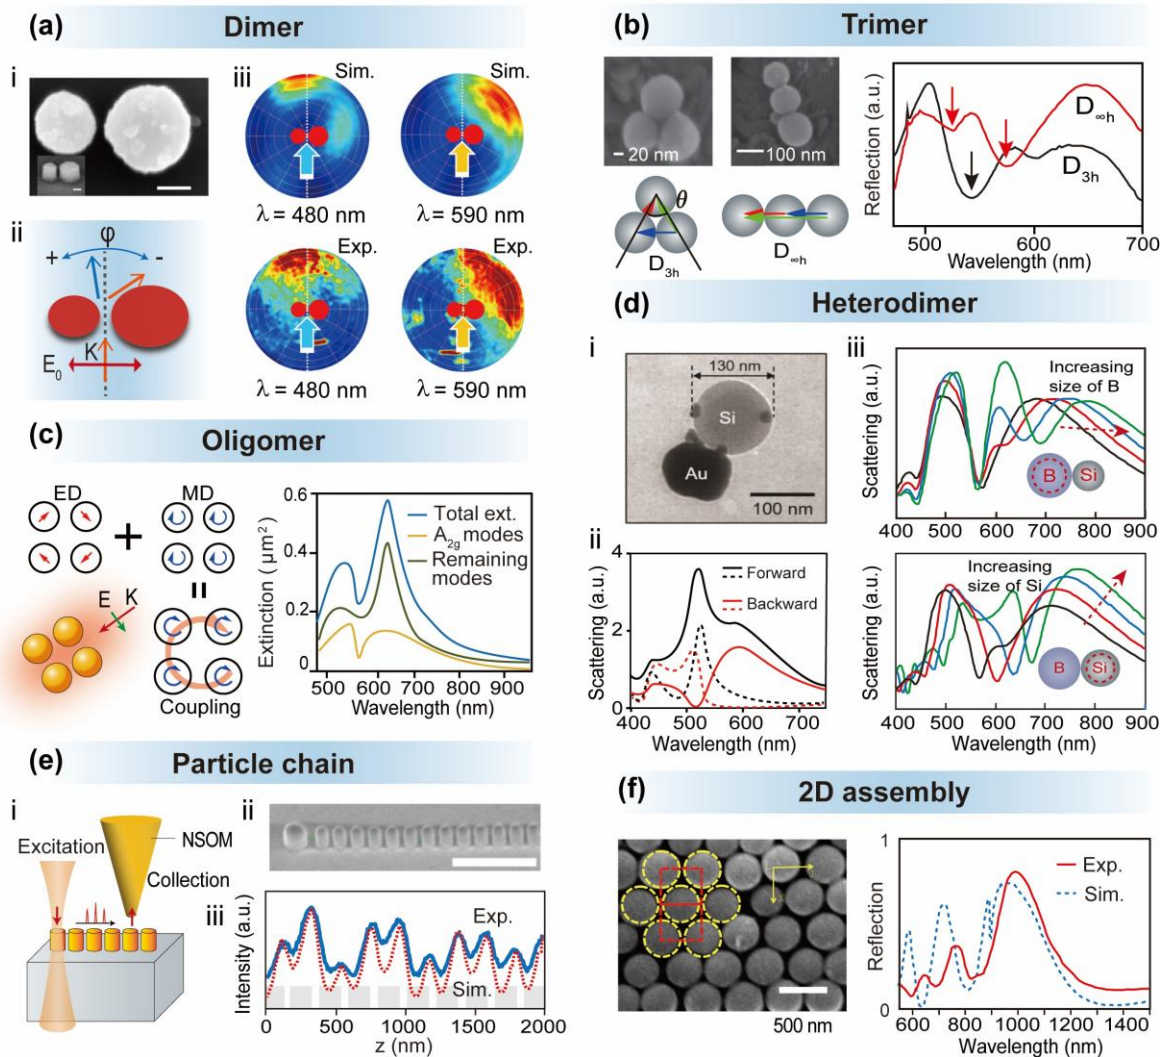 (a) Dimer
i
iii
Sim.
Sim.
λ = 480 nm
λ = 590 nm
ii
φ
+
-
K
E₀
Exp.
Exp.
λ = 480 nm
λ = 590 nm
(b) Trimer
20 nm
100 nm
θ
D₃ₕ
D∞ₕ
Reflection (a.u.)
D∞ₕ
D₃ₕ
500 600 700
Wavelength (nm)
(c) Oligomer
ED
MD
+
=
E
K
Coupling
Extinction ( µm²)
0.6
0.4
0.2
0
Total ext.
A₂g modes
Remaining
modes
500 600 700 800 900
Wavelength (nm)
(d) Heterodimer
i
130 nm
Si
Au
100 nm
ii
Scattering (a.u.)
4
2
0
Forward
Backward
400 500 600 700
Wavelength (nm)
iii
Scattering (a.u.)
Increasing
size of B
B
Si
400 500 600 700 800 900
Scattering (a.u.)
Increasing
size of Si
B
Si
400 500 600 700 800 900
Wavelength (nm)
(e) Particle chain
i
Excitation
NSOM
Collection
ii
iii
Intensity (a.u.)
Exp.
Sim.
0 500 1000 1500 2000
z (nm)
(f) 2D assembly
500 nm
Reflection
1
0
Exp.
Sim.
600 800 1000 1200 1400
Wavelength (nm)